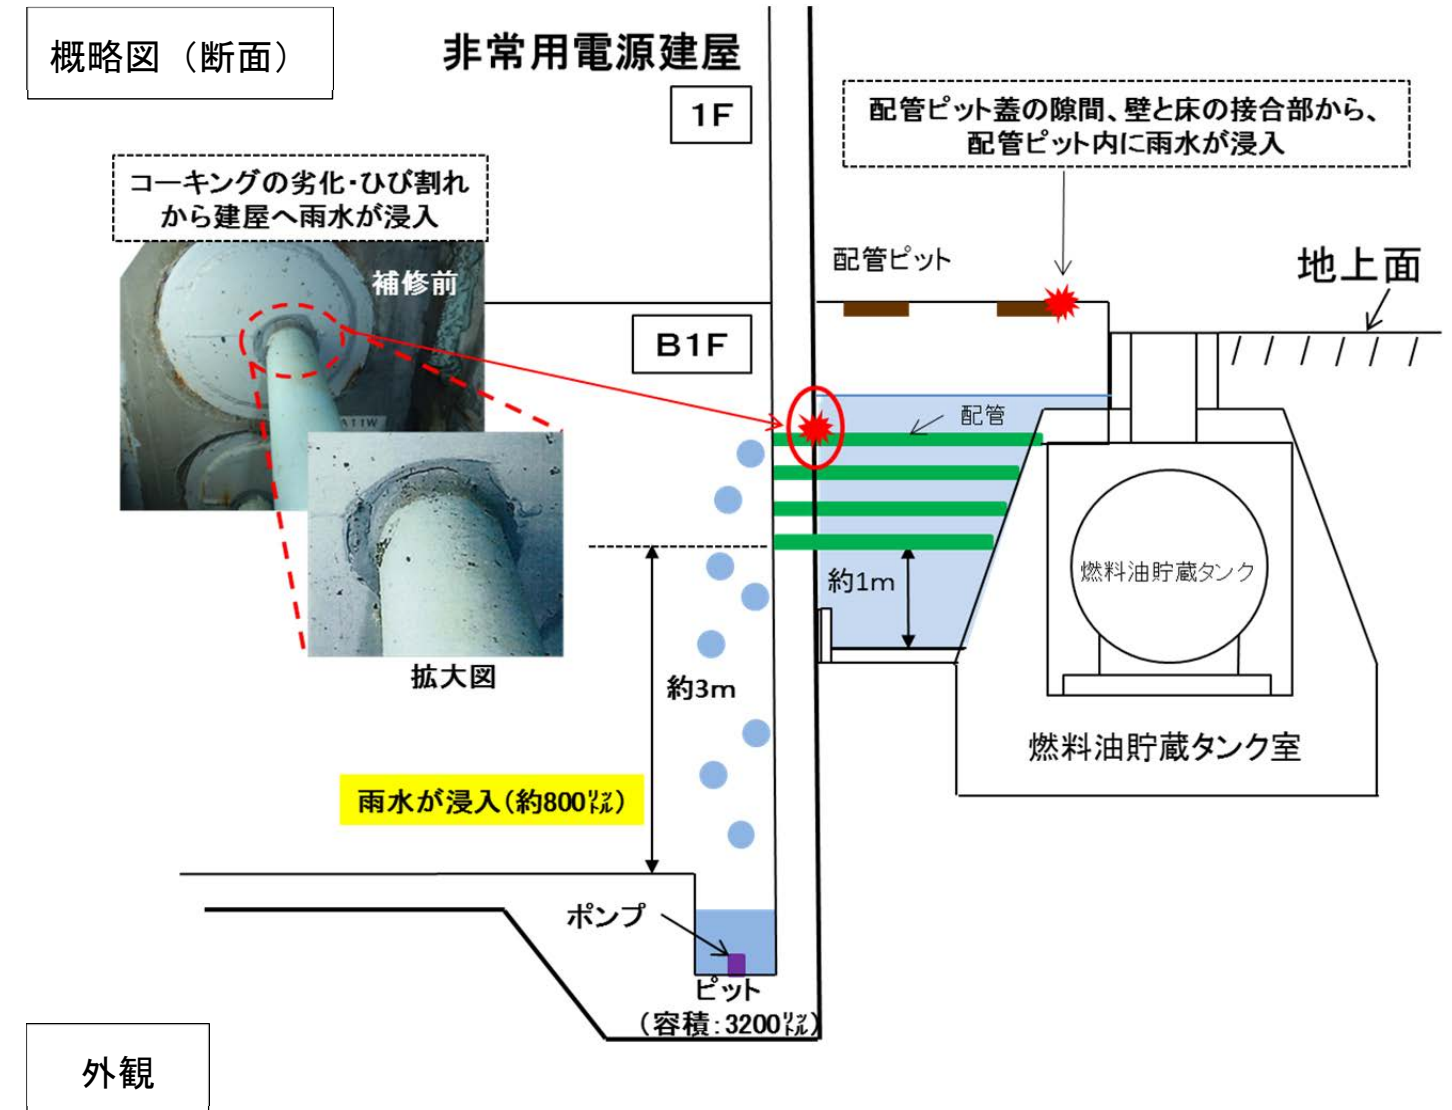 概略図（断面）
非常用電源建屋
1F
配管ピット蓋の隙間、壁と床の接合部から、
配管ピット内に雨水が浸入
コーキングの劣化・ひび割れ
から建屋へ雨水が浸入
補修前
配管ピット
地上面
B1F
配管
A11W
約1m
燃料油貯蔵タンク
拡大図
約3m
燃料油貯蔵タンク室
雨水が浸入（約800㍑）
ポンプ
ピット
（容積：3200㍑）
外観